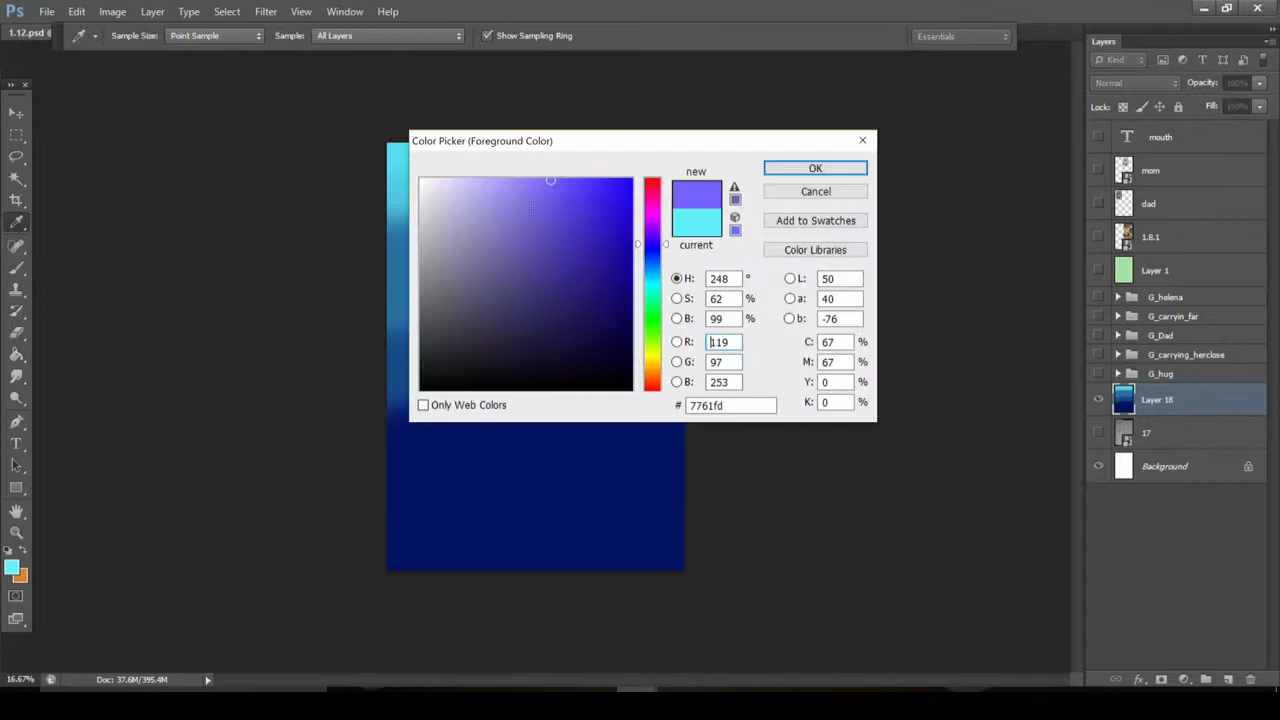 Ps File Edit Image Layer Type Select Filter View Window Help
1.12.psd @ Sample Size: Point Sample Sample: All Layers Show Sampling Ring Essentials
Layers
Kind
Normal Opacity: 100%
Lock: Fill: 100%
mouth
mom
dad
1.8.1
Layer 1
G_helena
G_carryin_far
G_Dad
G_carrying_herclose
G_hug
Layer 18
17
Background
Color Picker (Foreground Color)
new
current
OK
Cancel
Add to Swatches
Color Libraries
H: 248 ° L: 50
S: 62 % a: 40
B: 99 % b: -76
R: 119 C: 67 %
G: 97 M: 67 %
B: 253 Y: 0 %
# 7761fd K: 0 %
Only Web Colors
16.67% Doc: 37.6M/395.4M